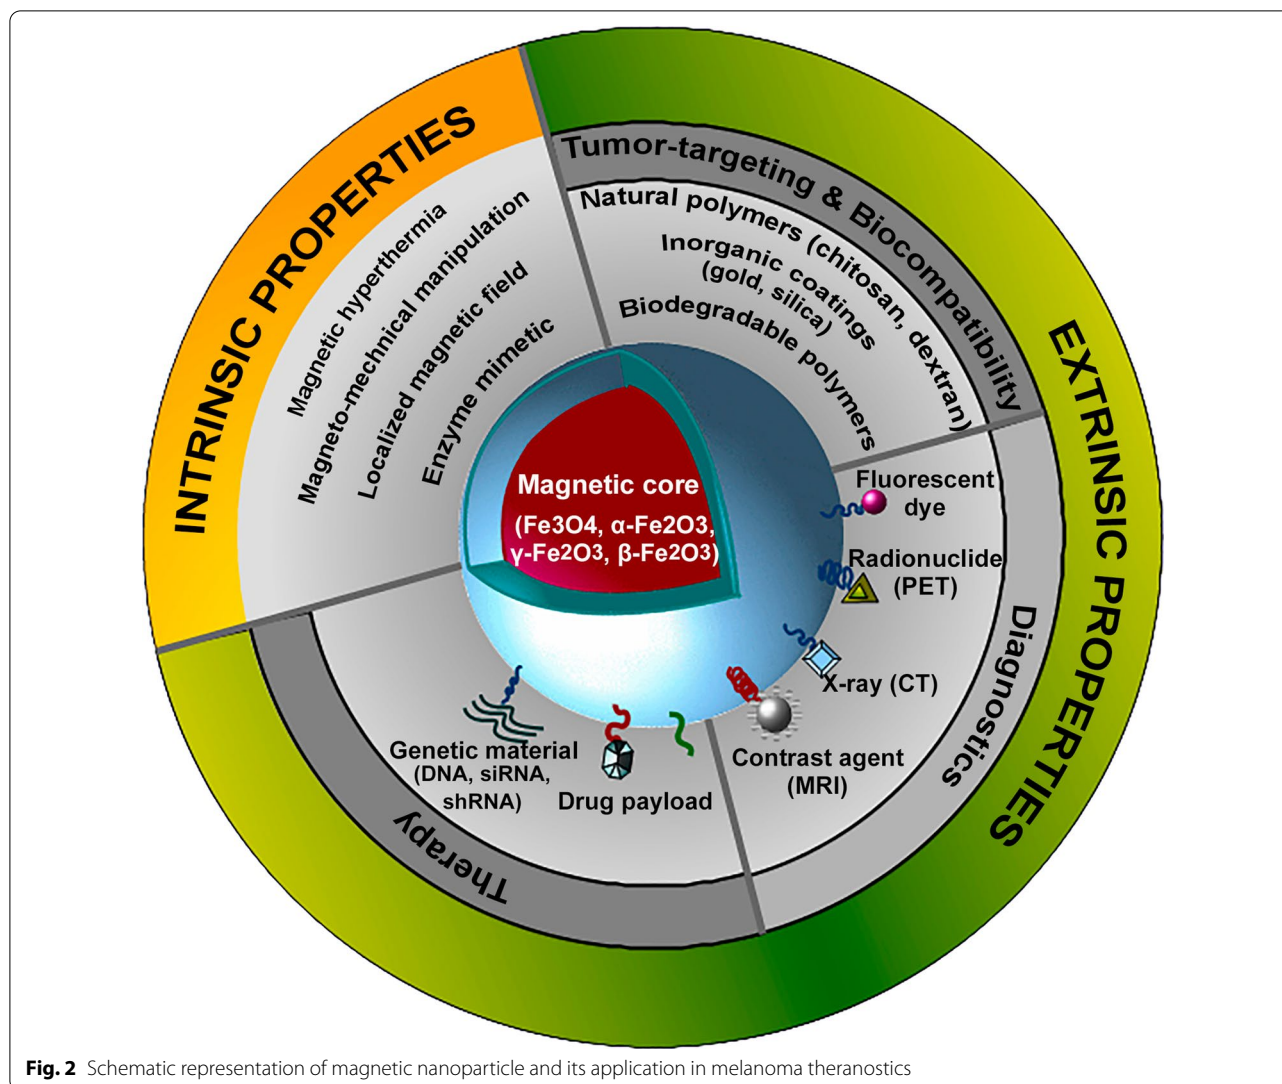 INTRINSIC PROPERTIES
Magnetic hyperthermia
Magneto-mechnical manipulation
Localized magnetic field
Enzyme mimetic
EXTRINSIC PROPERTIES
Tumor-targeting & Biocompatibility
Natural polymers (chitosan, dextran)
Inorganic coatings
(gold, silica)
Biodegradable polymers
Magnetic core
(Fe3O4, α-Fe2O3,
γ-Fe2O3, β-Fe2O3)
Diagnostics
Fluorescent
dye
Radionuclide
(PET)
X-ray (CT)
Contrast agent
(MRI)
Therapy
Genetic material
(DNA, siRNA,
shRNA)
Drug payload
Fig. 2 Schematic representation of magnetic nanoparticle and its application in melanoma theranostics